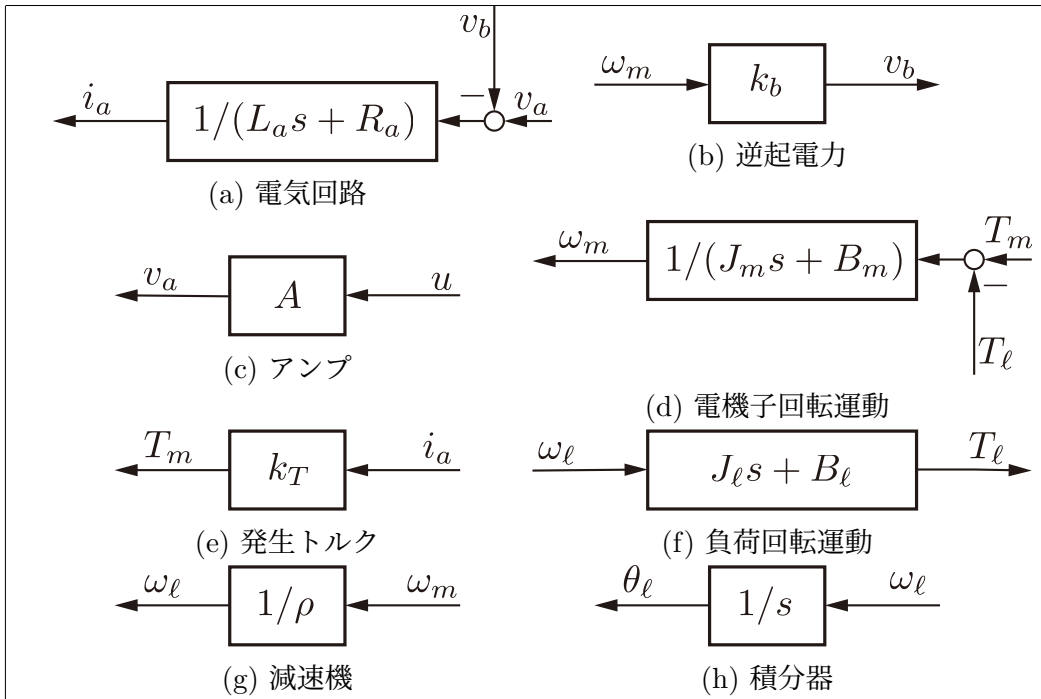 v_b
i_a 1/(L_a s + R_a) − v_a
(a) 電気回路
ω_m k_b v_b
(b) 逆起電力
v_a A u
(c) アンプ
ω_m 1/(J_m s + B_m) T_m
−
T_ℓ
(d) 電機子回転運動
T_m k_T i_a
(e) 発生トルク
ω_ℓ J_ℓ s + B_ℓ T_ℓ
(f) 負荷回転運動
ω_ℓ 1/ρ ω_m
(g) 減速機
θ_ℓ 1/s ω_ℓ
(h) 積分器